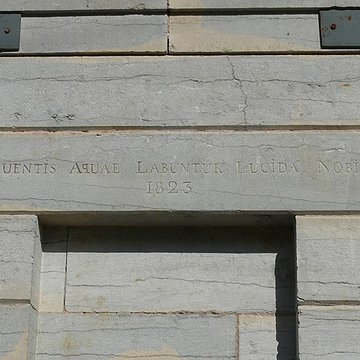 UENTIS AQUAE LABUNTUR LUCIDA NOBI
1823